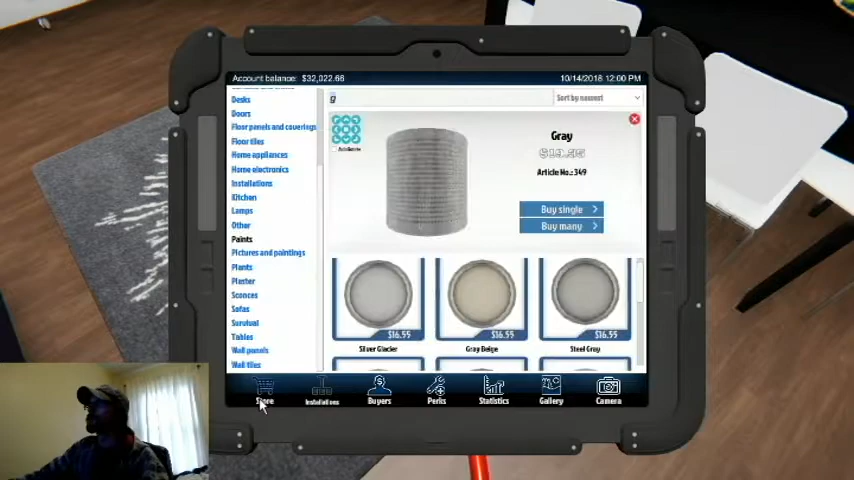 Account balance: $32,022.66
10/14/2018 12:00 PM
Desks
Doors
Floor panels and coverings
Floor tiles
Home appliances
Home electronics
Installations
Kitchen
Lamps
Other
Paints
Pictures and paintings
Plants
Plaster
Sconces
Sofas
Survival
Tables
Wall panels
Wall tiles
g
Sort by nearest
Gray
Article No.: 349
Buy single
Buy many
$16.55
$16.55
$16.55
Silver Glacier
Gray Beige
Steel Gray
Store
Installations
Buyers
Perks
Statistics
Gallery
Camera